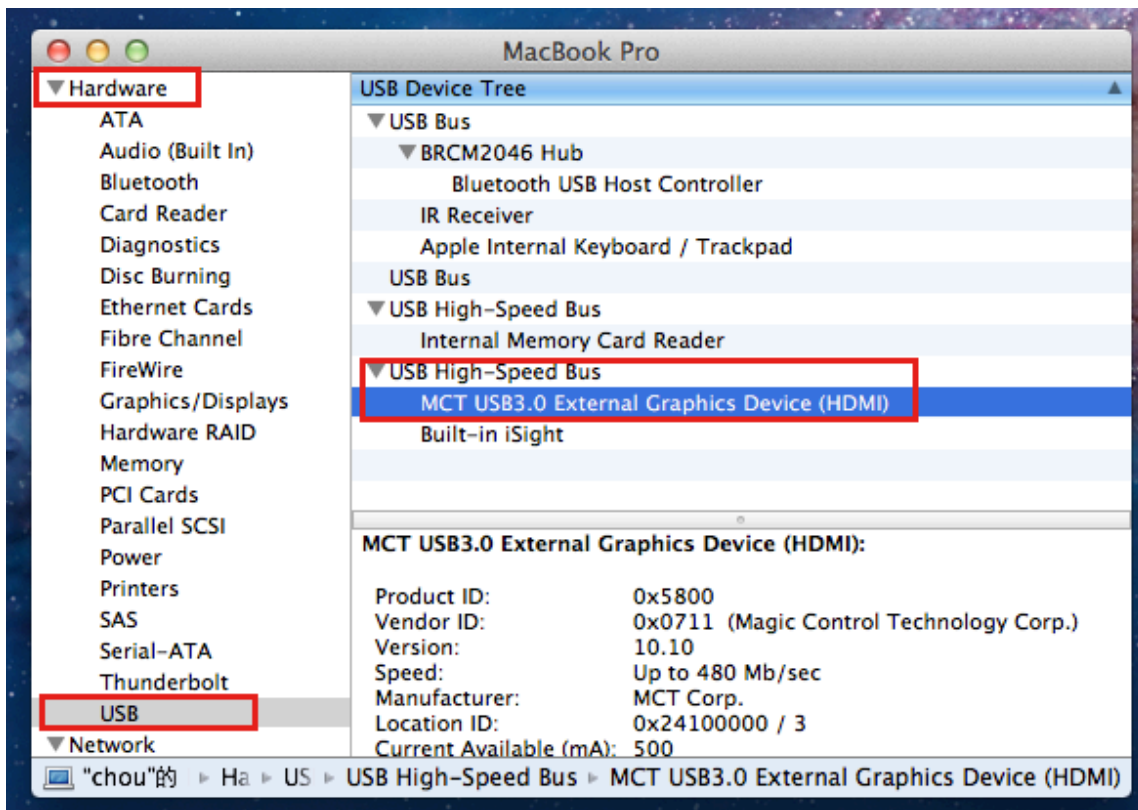 MacBook Pro
Hardware
ATA
Audio (Built In)
Bluetooth
Card Reader
Diagnostics
Disc Burning
Ethernet Cards
Fibre Channel
FireWire
Graphics/Displays
Hardware RAID
Memory
PCI Cards
Parallel SCSI
Power
Printers
SAS
Serial-ATA
Thunderbolt
USB
Network
USB Device Tree
USB Bus
BRCM2046 Hub
Bluetooth USB Host Controller
IR Receiver
Apple Internal Keyboard / Trackpad
USB Bus
USB High-Speed Bus
Internal Memory Card Reader
USB High-Speed Bus
MCT USB3.0 External Graphics Device (HDMI)
Built-in iSight
MCT USB3.0 External Graphics Device (HDMI):
Product ID: 0x5800
Vendor ID: 0x0711 (Magic Control Technology Corp.)
Version: 10.10
Speed: Up to 480 Mb/sec
Manufacturer: MCT Corp.
Location ID: 0x24100000 / 3
Current Available (mA): 500
"chou"的 ▸ Ha ▸ US ▸ USB High-Speed Bus ▸ MCT USB3.0 External Graphics Device (HDMI)